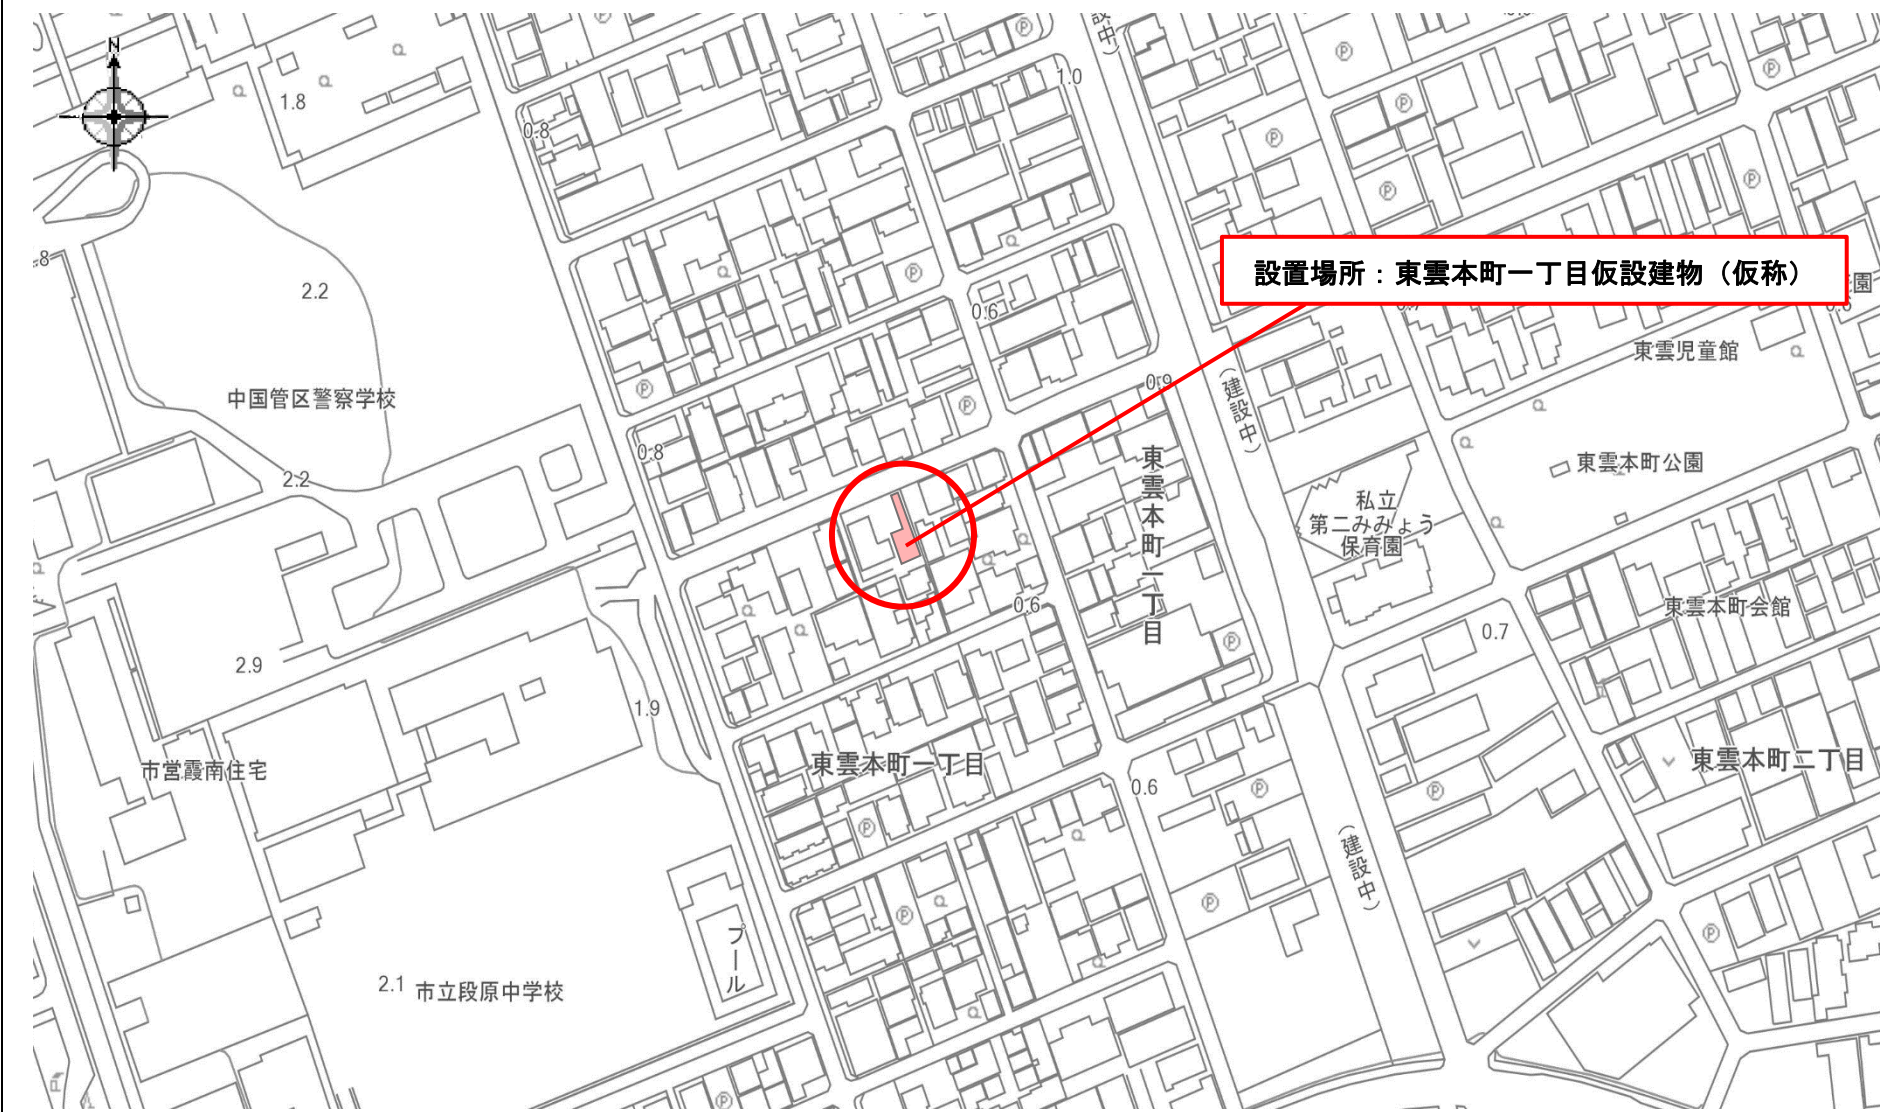 設中）
N
1.8
1.0
0.8
8
2.2
設置場所：東雲本町一丁目仮設建物（仮称）
園
0.6
東雲児童館
中国管区警察学校
0.9
（建設中）
0.8
東雲本町一丁目
東雲本町公園
2.2
私立
第二みみょう
保育園
0.6
東雲本町会館
0.7
2.9
1.9
市営霞南住宅
東雲本町一丁目
東雲本町二丁目
0.6
（建設中）
プール
2.1
市立段原中学校